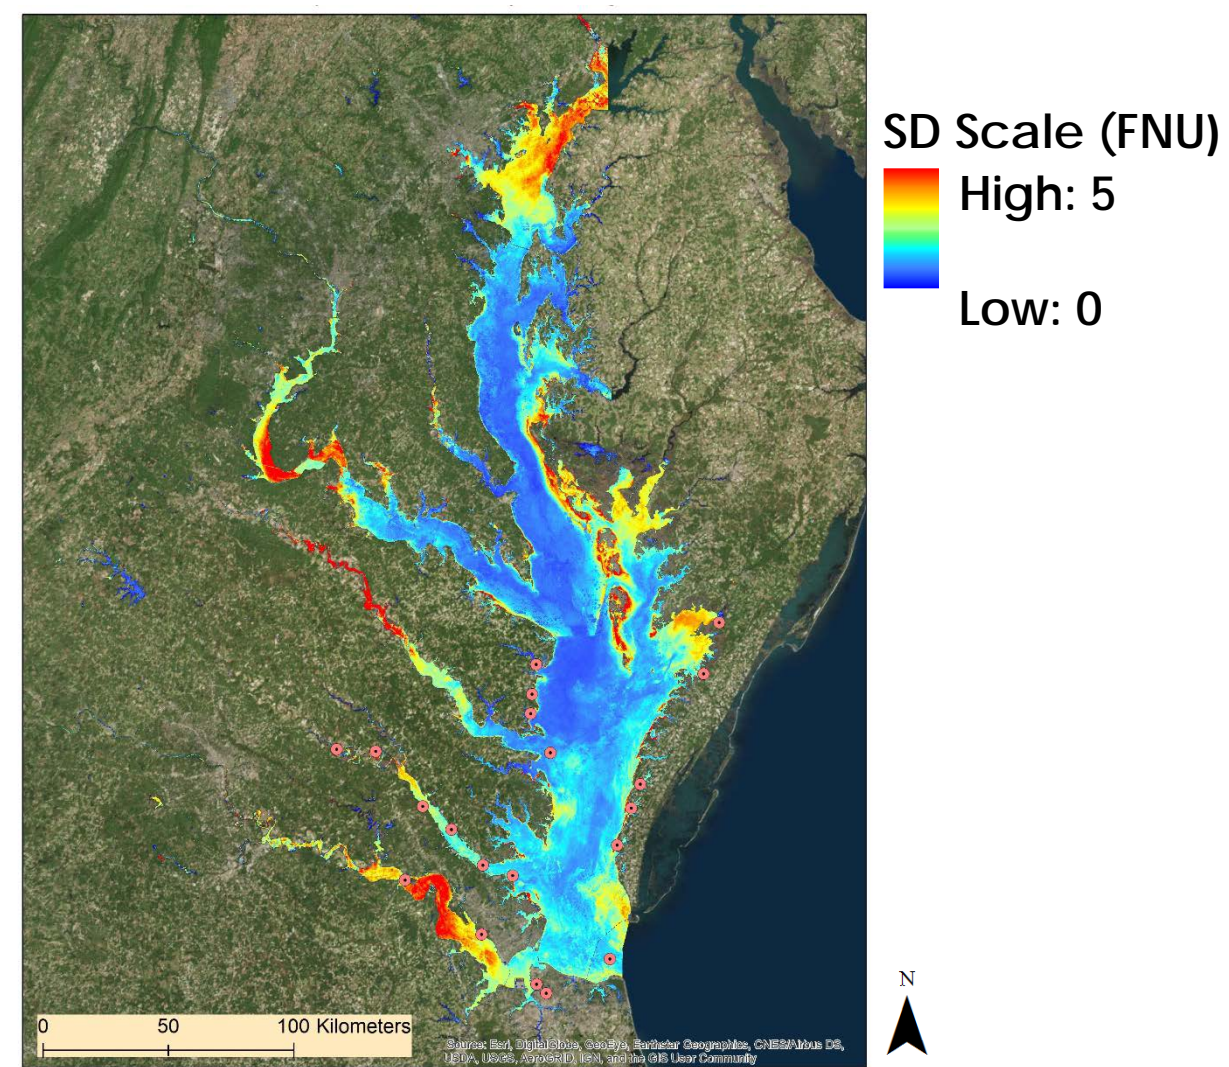 SD Scale (FNU)
High: 5
Low: 0
N
0 50 100 Kilometers
Source: Esri, DigitalGlobe, GeoEye, Earthstar Geographics, CNES/Airbus DS,
USDA, USGS, AeroGRID, IGN, and the GIS User Community